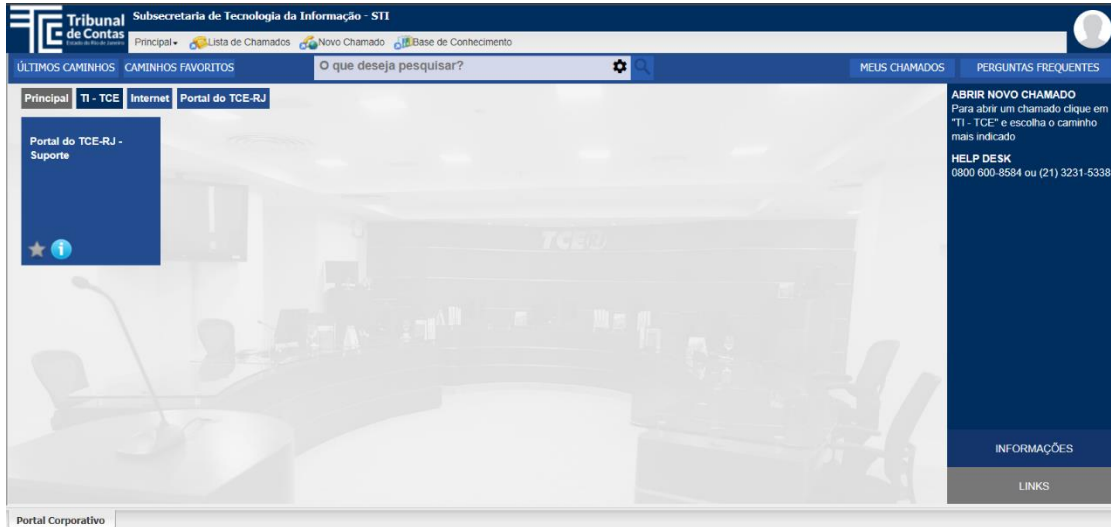 Tribunal
de Contas
Estado do Rio de Janeiro
Subsecretaria de Tecnologia da Informação - STI
Principal
Lista de Chamados
Novo Chamado
Base de Conhecimento
ÚLTIMOS CAMINHOS
CAMINHOS FAVORITOS
O que deseja pesquisar?
MEUS CHAMADOS
PERGUNTAS FREQUENTES
Principal
TI - TCE
Internet
Portal do TCE-RJ
Portal do TCE-RJ -
Suporte
TCE-RJ
ABRIR NOVO CHAMADO
Para abrir um chamado clique em
"TI - TCE" e escolha o caminho
mais indicado
HELP DESK
0800 600-8584 ou (21) 3231-5338
INFORMAÇÕES
LINKS
Portal Corporativo